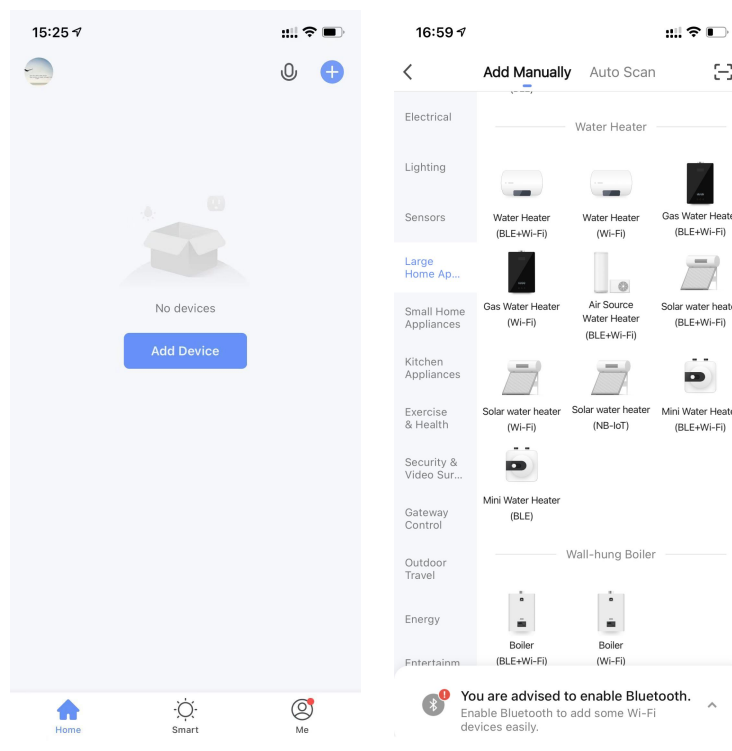 15:25
No devices
Add Device
Home
Smart
Me
16:59
Add Manually
Auto Scan
Electrical
Lighting
Sensors
Large
Home Ap...
Small Home
Appliances
Kitchen
Appliances
Exercise
& Health
Security &
Video Sur...
Gateway
Control
Outdoor
Travel
Energy
Entertainm
Water Heater
Water Heater
(BLE+Wi-Fi)
Water Heater
(Wi-Fi)
Gas Water Heate
(BLE+Wi-Fi)
Gas Water Heater
(Wi-Fi)
Air Source
Water Heater
(BLE+Wi-Fi)
Solar water heate
(BLE+Wi-Fi)
Solar water heater
(Wi-Fi)
Solar water heater
(NB-IoT)
Mini Water Heate
(BLE+Wi-Fi)
Mini Water Heater
(BLE)
Wall-hung Boiler
Boiler
(BLE+Wi-Fi)
Boiler
(Wi-Fi)
You are advised to enable Bluetooth.
Enable Bluetooth to add some Wi-Fi
devices easily.